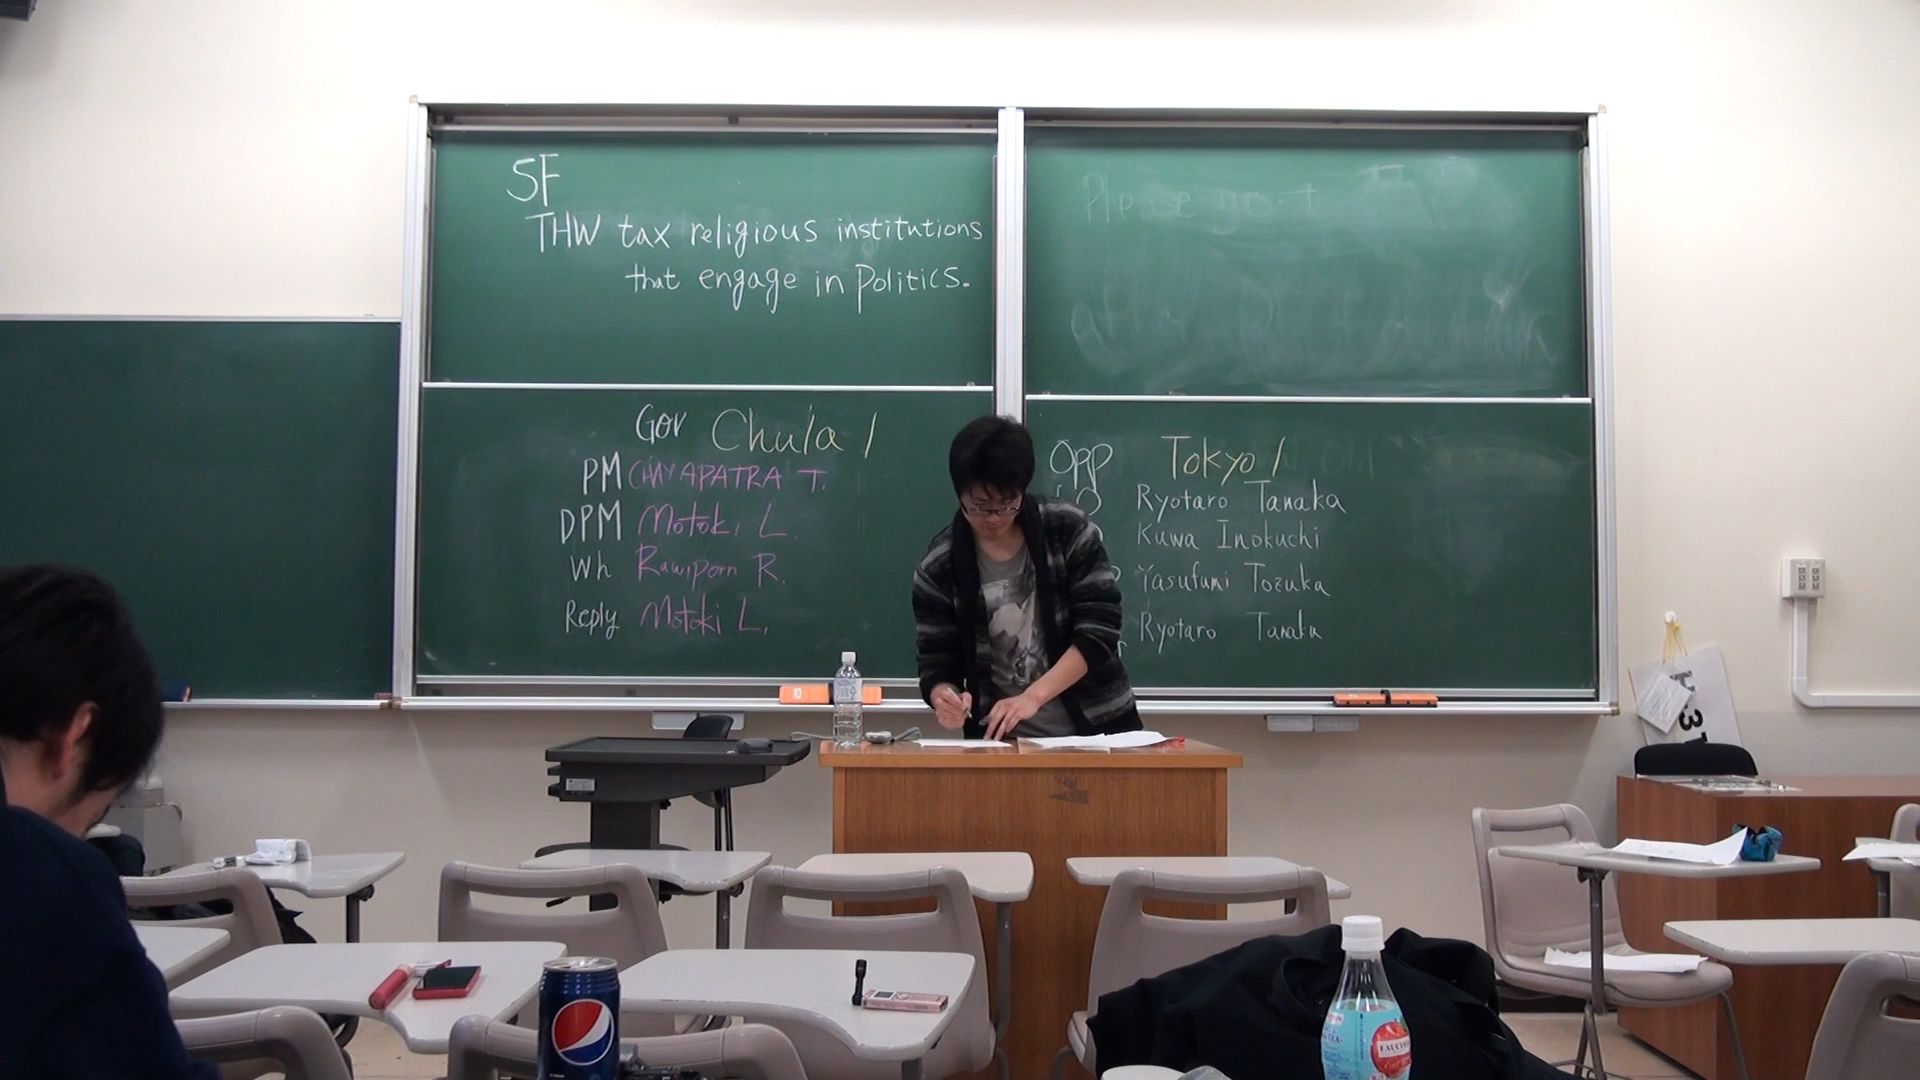 SF
THW tax religious institutions
that engage in Politics.
Gov Chula 1
PM CHAYAPATRA T.
DPM Motoki L.
Wh Rawiporn R.
Reply Motoki L.
Opp Tokyo 1
Ryotaro Tanaka
Kuwa Inokuchi
Yasufumi Tozuka
Ryotaro Tanaka